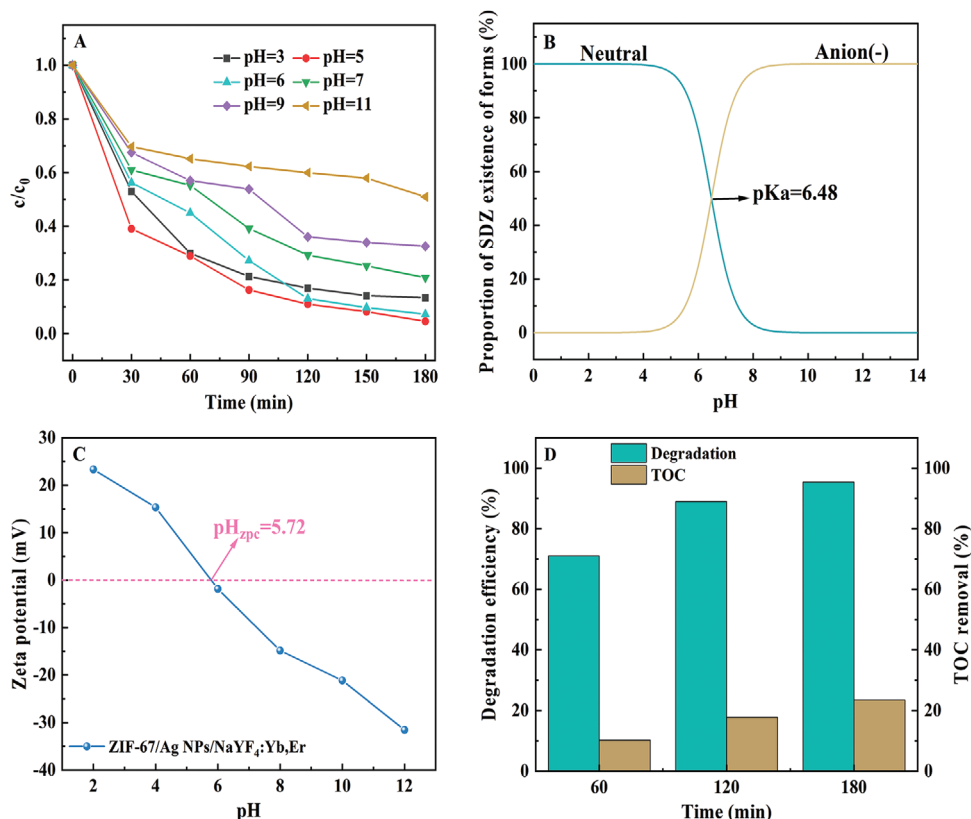 A
pH=3 pH=5
pH=6 pH=7
pH=9 pH=11
1.0
0.8
0.6
0.4
0.2
0.0
c/c0
0 30 60 90 120 150 180
Time (min)
B
Neutral Anion(-)
pKa=6.48
100
80
60
40
20
0
Proportion of SDZ existence of forms (%)
0 2 4 6 8 10 12 14
pH
C
pHzpc=5.72
30
20
10
0
-10
-20
-30
-40
Zeta potential (mV)
ZIF-67/Ag NPs/NaYF4:Yb,Er
2 4 6 8 10 12
pH
D
Degradation
TOC
100
80
60
40
20
0
Degradation efficiency (%)
100
80
60
40
20
0
TOC removal (%)
60 120 180
Time (min)